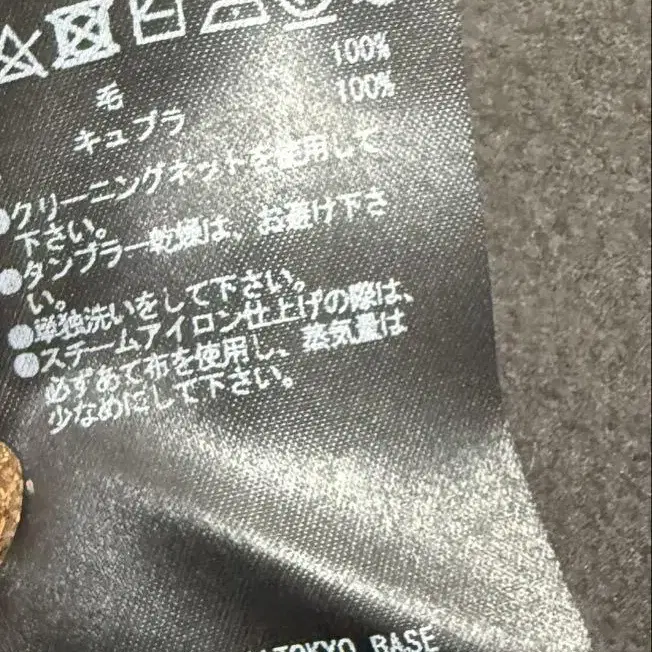 100%
毛 100%
キュプラ
●クリーニングネットを使用して
下さい。
●タンブラー乾燥は、お避け下さ
い。
●単独洗いをして下さい。
●スチームアイロン仕上げの際は、
必ずあて布を使用し、蒸気量は
少なめにして下さい。
TOKYO BASE